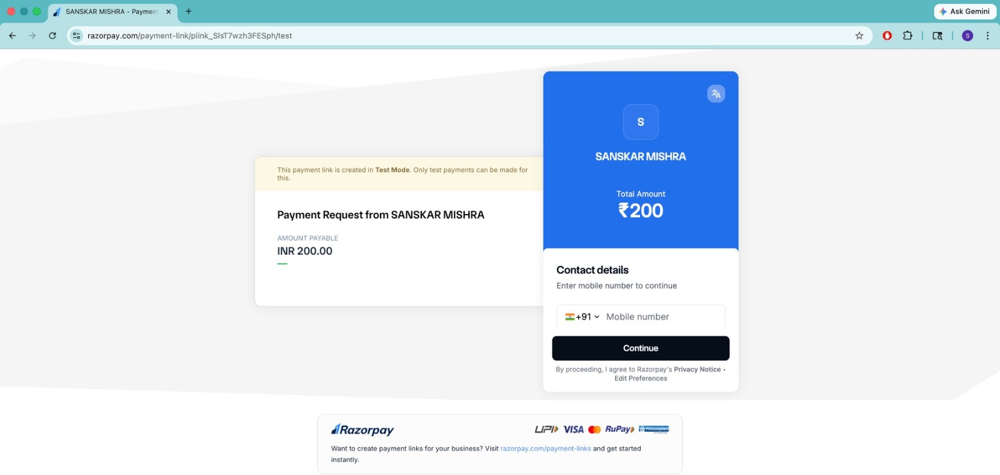 SANSKAR MISHRA - Payment
Ask Gemini
razorpay.com/payment-link/plink_SIsT7wzh3FESph/test
S
This payment link is created in Test Mode. Only test payments can be made for
this.
Payment Request from SANSKAR MISHRA
AMOUNT PAYABLE
INR 200.00
S
SANSKAR MISHRA
Total Amount
₹200
Contact details
Enter mobile number to continue
+91 Mobile number
Continue
By proceeding, I agree to Razorpay's Privacy Notice •
Edit Preferences
Razorpay
UPI VISA RuPay
Want to create payment links for your business? Visit razorpay.com/payment-links and get started
instantly.